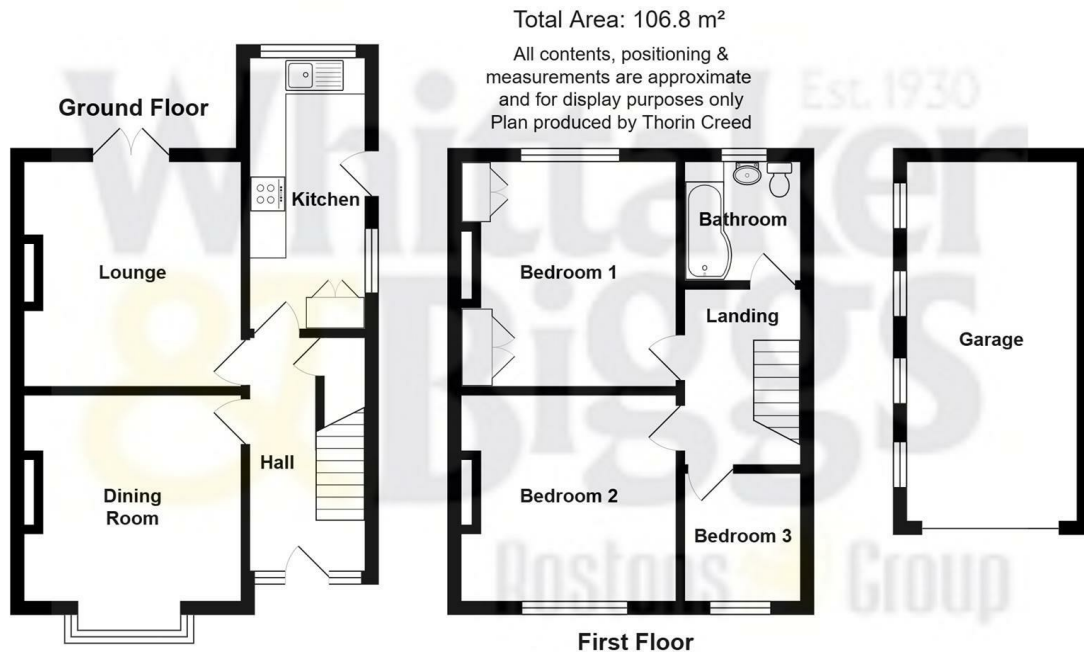 Total Area: 106.8 m²
All contents, positioning &
measurements are approximate
and for display purposes only
Plan produced by Thorin Creed
Est. 1930
Whittaker
& Biggs
Rostons Group
Ground Floor
Kitchen
Lounge
Hall
Dining
Room
Bedroom 1
Bathroom
Landing
Bedroom 2
Bedroom 3
Garage
First Floor